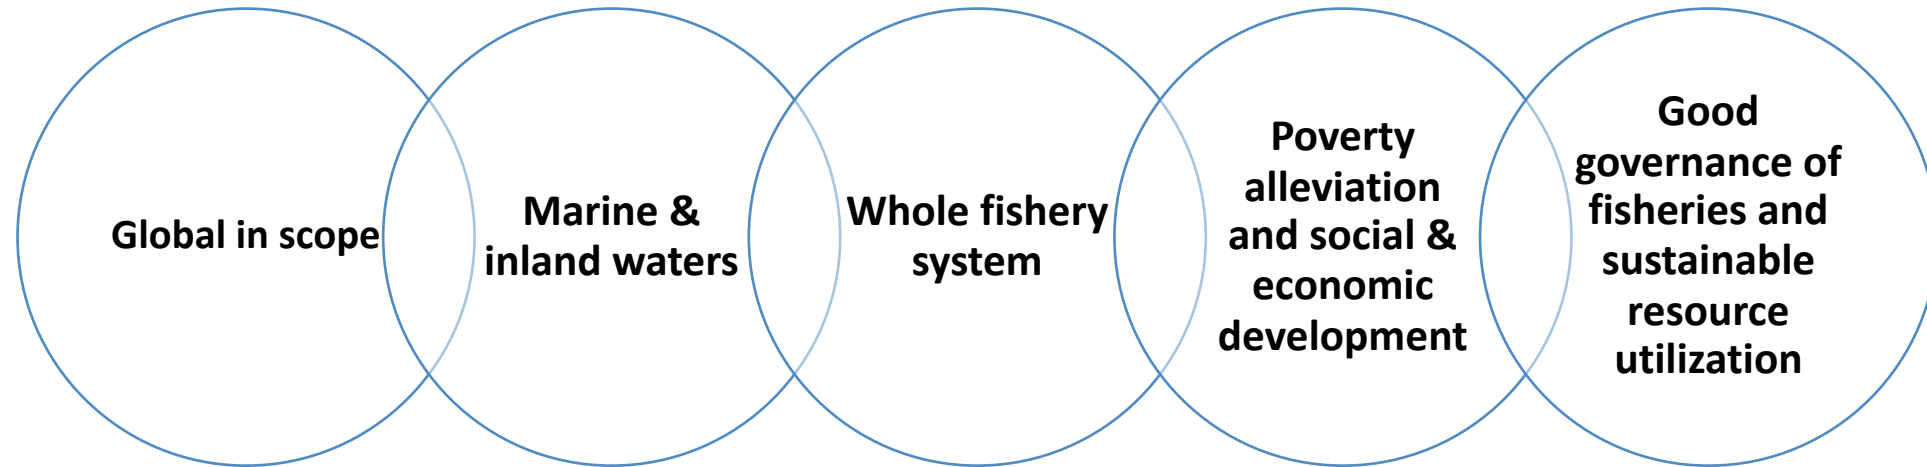 Global in scope
Marine &
inland waters
Whole fishery
system
Poverty
alleviation
and social &
economic
development
Good
governance of
fisheries and
sustainable
resource
utilization